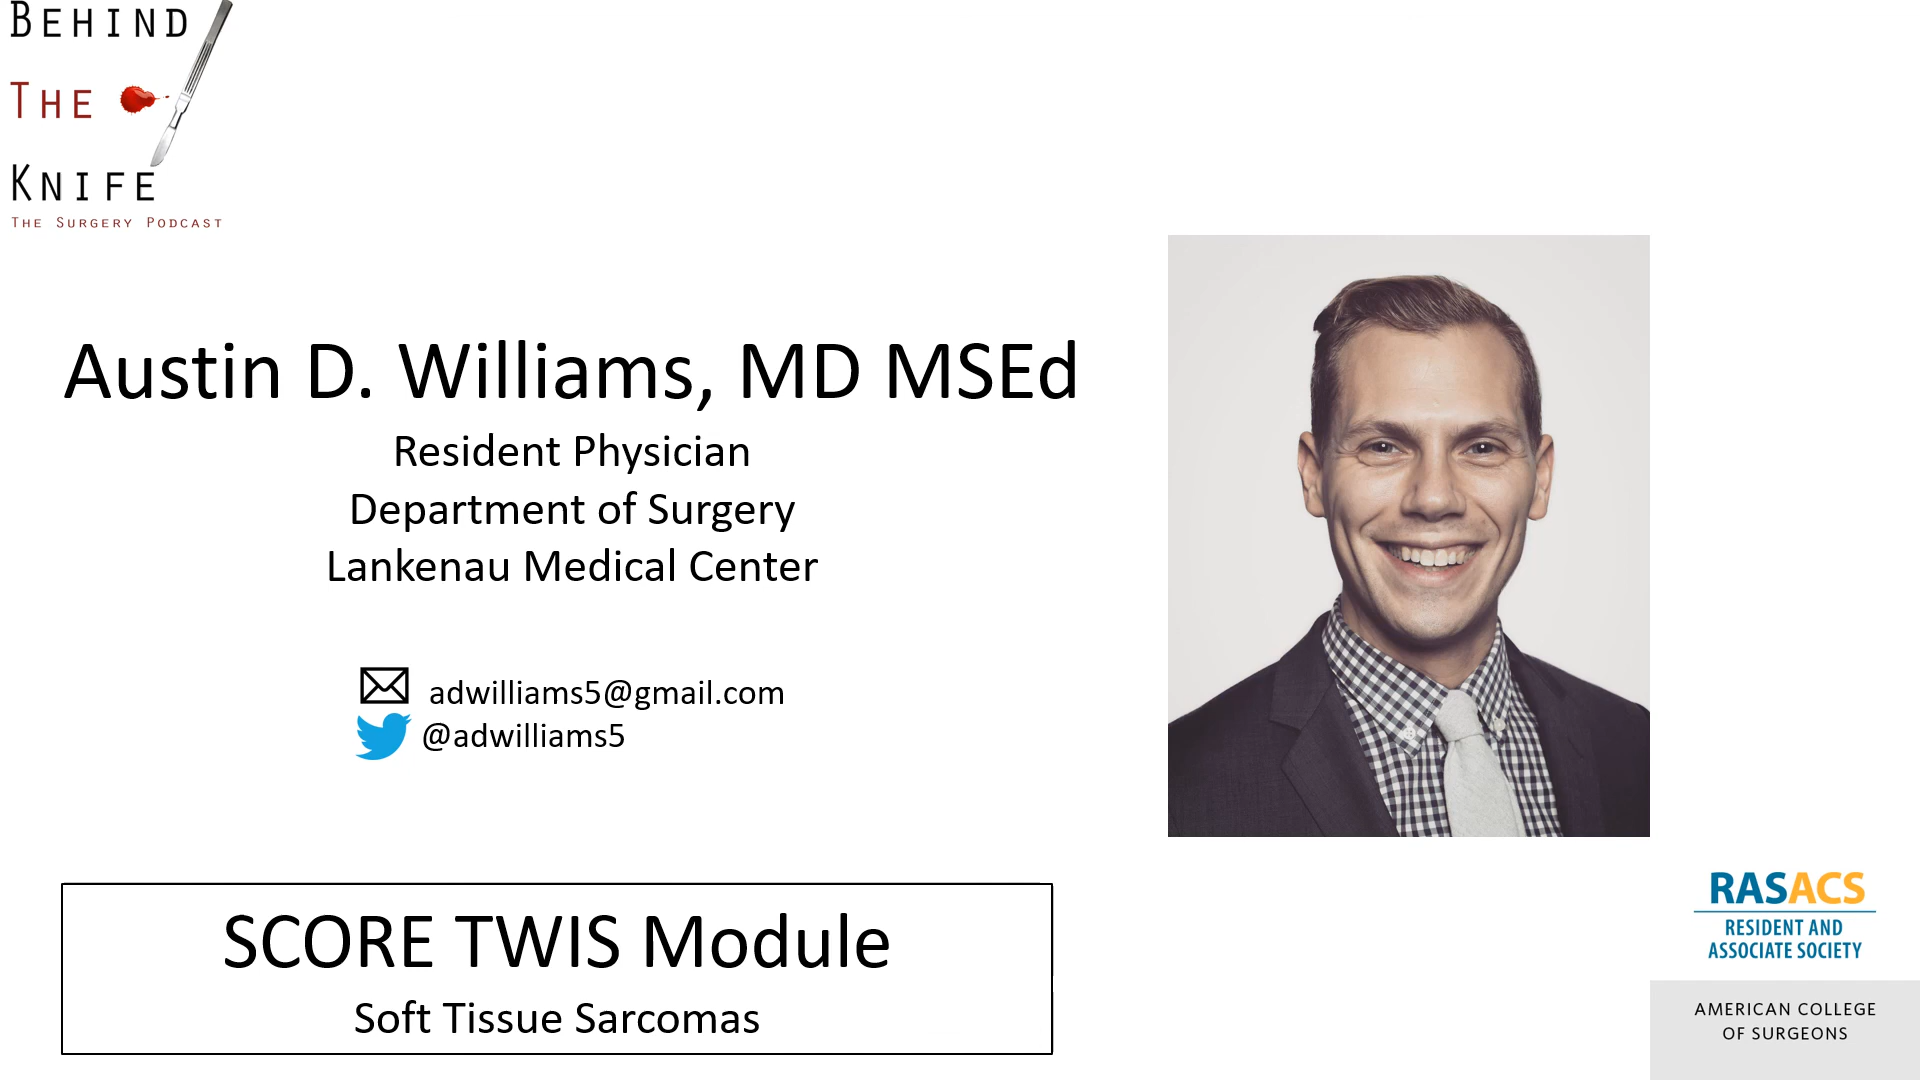 BEHIND
THE
KNIFE
THE SURGERY PODCAST
Austin D. Williams, MD MSEd
Resident Physician
Department of Surgery
Lankenau Medical Center
adwilliams5@gmail.com
@adwilliams5
SCORE TWIS Module
Soft Tissue Sarcomas
RASACS
RESIDENT AND
ASSOCIATE SOCIETY
AMERICAN COLLEGE
OF SURGEONS